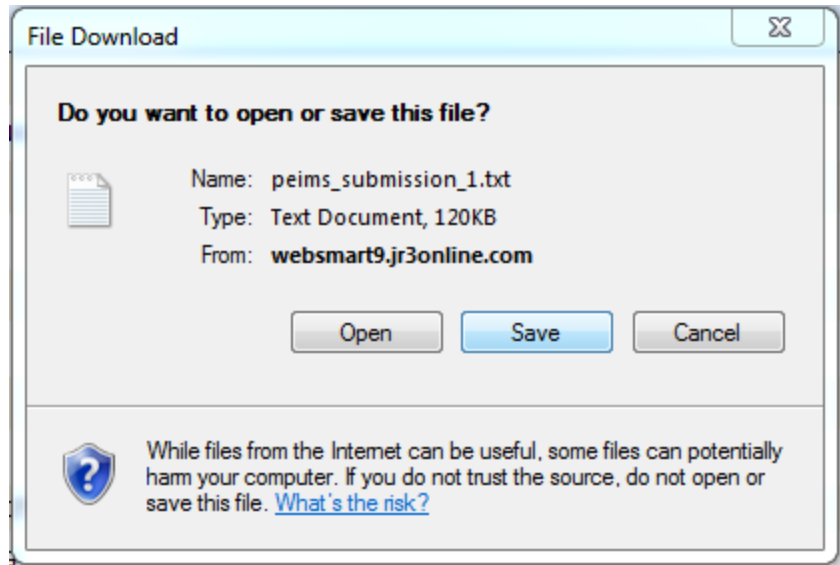 File Download
Do you want to open or save this file?
Name: peims_submission_1.txt
Type: Text Document, 120KB
From: websmart9.jr3online.com
Open Save Cancel
While files from the Internet can be useful, some files can potentially
harm your computer. If you do not trust the source, do not open or
save this file. What's the risk?